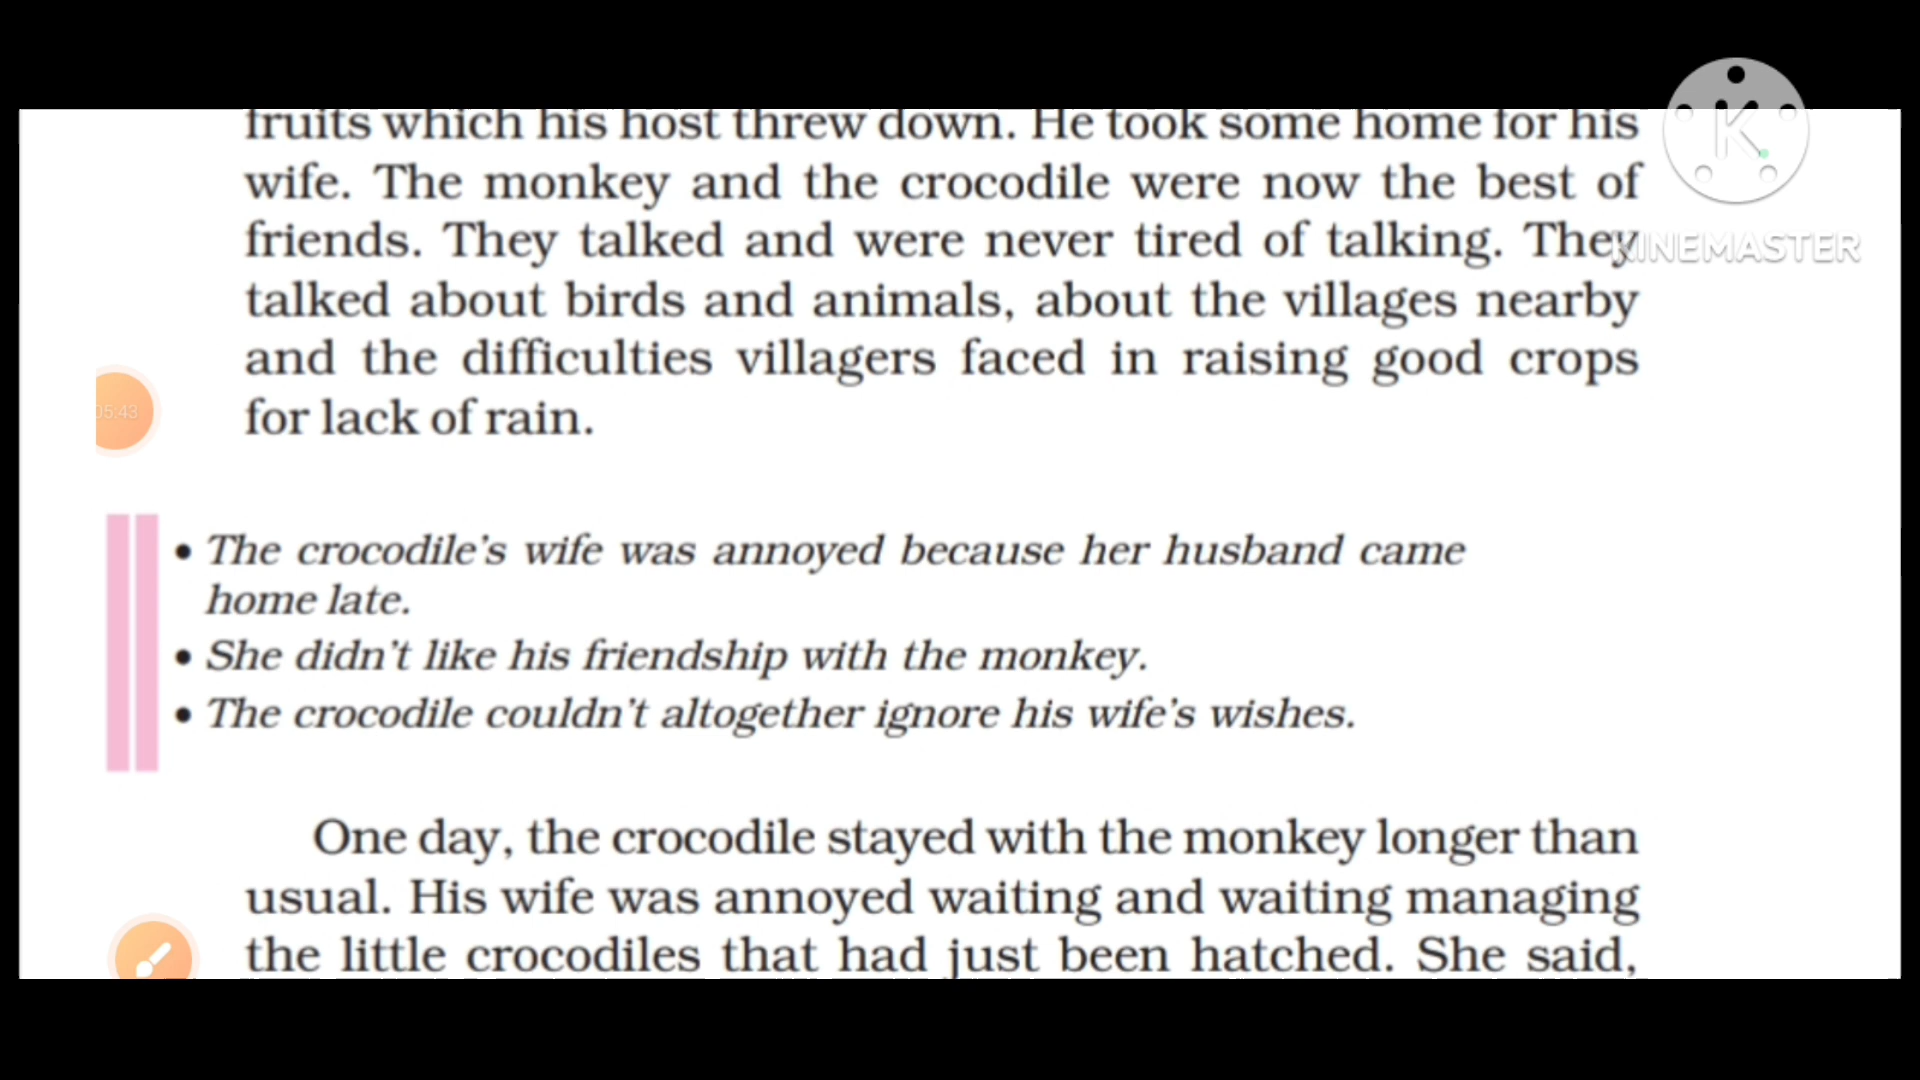 fruits which his host threw down. He took some home for his
wife. The monkey and the crocodile were now the best of
friends. They talked and were never tired of talking. They
KINEMASTER
talked about birds and animals, about the villages nearby
and the difficulties villagers faced in raising good crops
05:43
for lack of rain.
• The crocodile's wife was annoyed because her husband came
home late.
• She didn't like his friendship with the monkey.
• The crocodile couldn't altogether ignore his wife's wishes.
One day, the crocodile stayed with the monkey longer than
usual. His wife was annoyed waiting and waiting managing
the little crocodiles that had just been hatched. She said,